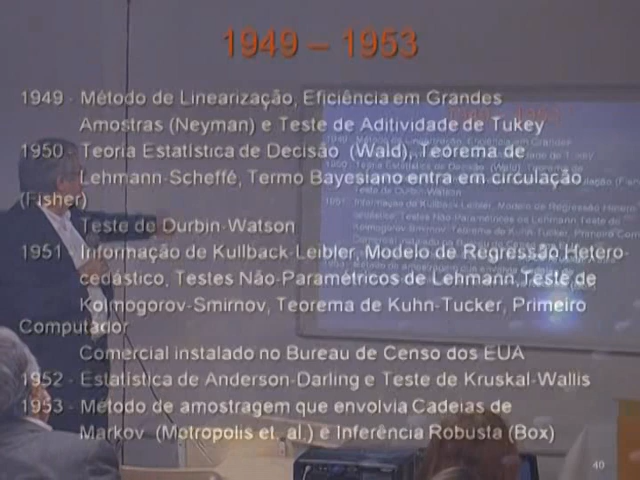 1949 – 1953
1949 - Método de Linearização, Eficiência em Grandes
Amostras (Neyman) e Teste de Aditividade de Tukey
1950 - Teoria Estatística de Decisão (Wald), Teorema de
Lehmann-Scheffé, Termo Bayesiano entra em circulação
(Fisher)
Teste de Durbin-Watson
1951 - Informação de Kullback-Leibler, Modelo de Regressão Hetero-
cedástico, Testes Não-Paramétricos de Lehmann,Teste de
Kolmogorov-Smirnov, Teorema de Kuhn-Tucker, Primeiro
Computador
Comercial instalado no Bureau de Censo dos EUA
1952 - Estatística de Anderson-Darling e Teste de Kruskal-Wallis
1953 - Método de amostragem que envolvia Cadeias de
Markov (Metropolis et. al.) e Inferência Robusta (Box)
40